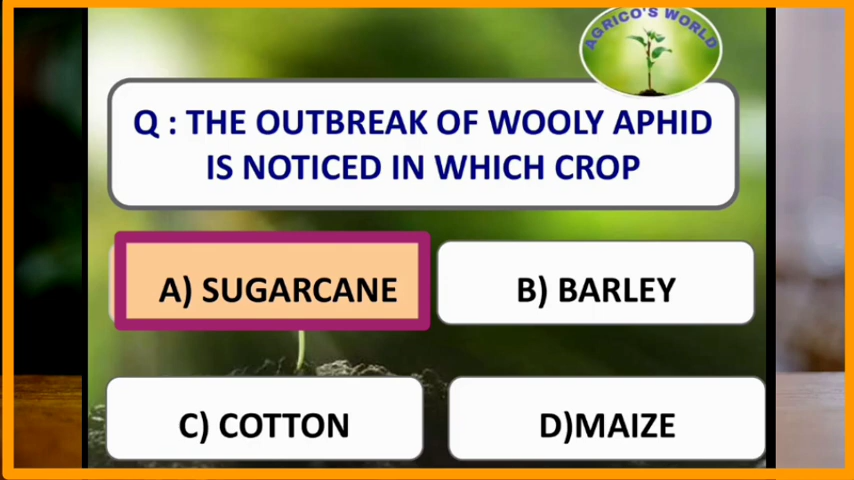 AGRICO'S WORLD
Q : THE OUTBREAK OF WOOLY APHID
IS NOTICED IN WHICH CROP
A) SUGARCANE
B) BARLEY
C) COTTON
D)MAIZE